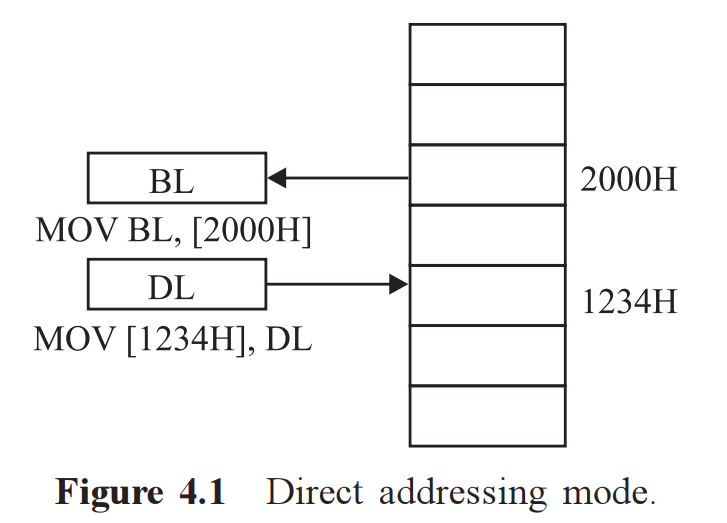 BL
2000H
MOV BL, [2000H]
DL
1234H
MOV [1234H], DL
Figure 4.1 Direct addressing mode.